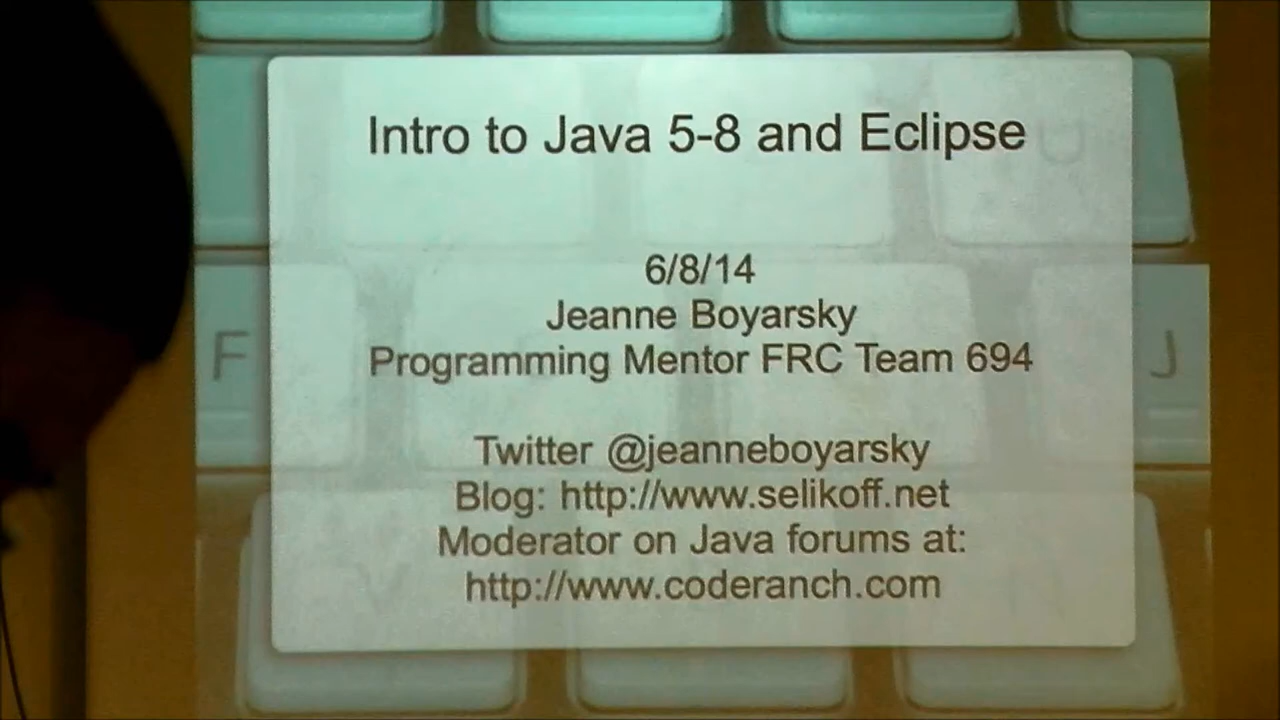 Intro to Java 5-8 and Eclipse
6/8/14
Jeanne Boyarsky
Programming Mentor FRC Team 694
Twitter @jeanneboyarsky
Blog: http://www.selikoff.net
Moderator on Java forums at:
http://www.coderanch.com
F
J